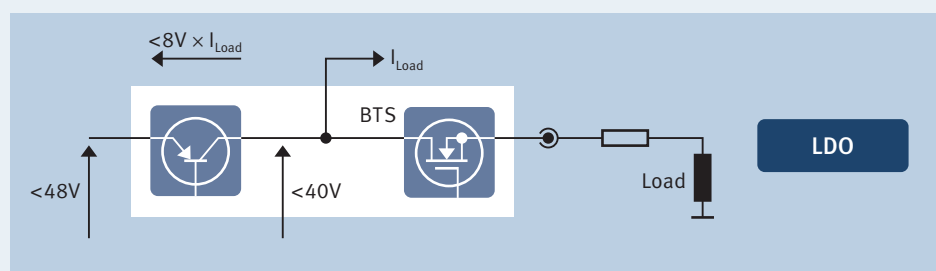 <8V × I_Load
I_Load
BTS
LDO
<48V
<40V
Load